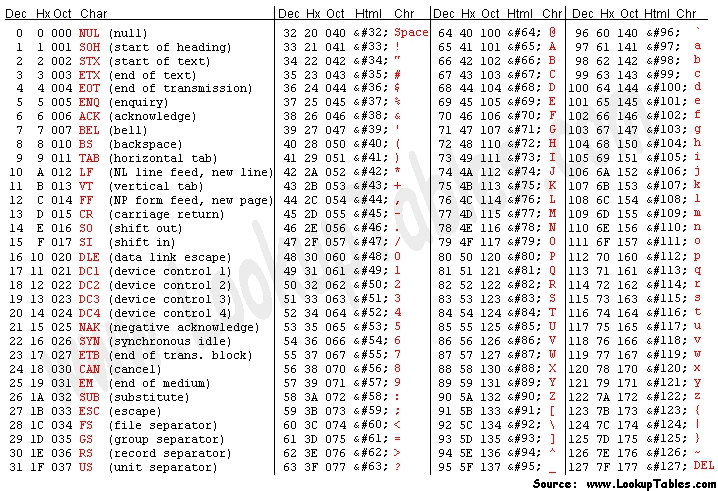 Dec Hx Oct Char Dec Hx Oct Html Chr Dec Hx Oct Html Chr Dec Hx Oct Html Chr
0 0 000 NUL (null) 32 20 040 &#32; Space 64 40 100 &#64; @ 96 60 140 &#96; `
1 1 001 SOH (start of heading) 33 21 041 &#33; ! 65 41 101 &#65; A 97 61 141 &#97; a
2 2 002 STX (start of text) 34 22 042 &#34; " 66 42 102 &#66; B 98 62 142 &#98; b
3 3 003 ETX (end of text) 35 23 043 &#35; # 67 43 103 &#67; C 99 63 143 &#99; c
4 4 004 EOT (end of transmission) 36 24 044 &#36; $ 68 44 104 &#68; D 100 64 144 &#100; d
5 5 005 ENQ (enquiry) 37 25 045 &#37; % 69 45 105 &#69; E 101 65 145 &#101; e
6 6 006 ACK (acknowledge) 38 26 046 &#38; & 70 46 106 &#70; F 102 66 146 &#102; f
7 7 007 BEL (bell) 39 27 047 &#39; ' 71 47 107 &#71; G 103 67 147 &#103; g
8 8 010 BS (backspace) 40 28 050 &#40; ( 72 48 110 &#72; H 104 68 150 &#104; h
9 9 011 TAB (horizontal tab) 41 29 051 &#41; ) 73 49 111 &#73; I 105 69 151 &#105; i
10 A 012 LF (NL line feed, new line) 42 2A 052 &#42; * 74 4A 112 &#74; J 106 6A 152 &#106; j
11 B 013 VT (vertical tab) 43 2B 053 &#43; + 75 4B 113 &#75; K 107 6B 153 &#107; k
12 C 014 FF (NP form feed, new page) 44 2C 054 &#44; , 76 4C 114 &#76; L 108 6C 154 &#108; l
13 D 015 CR (carriage return) 45 2D 055 &#45; - 77 4D 115 &#77; M 109 6D 155 &#109; m
14 E 016 SO (shift out) 46 2E 056 &#46; . 78 4E 116 &#78; N 110 6E 156 &#110; n
15 F 017 SI (shift in) 47 2F 057 &#47; / 79 4F 117 &#79; O 111 6F 157 &#111; o
16 10 020 DLE (data link escape) 48 30 060 &#48; 0 80 50 120 &#80; P 112 70 160 &#112; p
17 11 021 DC1 (device control 1) 49 31 061 &#49; 1 81 51 121 &#81; Q 113 71 161 &#113; q
18 12 022 DC2 (device control 2) 50 32 062 &#50; 2 82 52 122 &#82; R 114 72 162 &#114; r
19 13 023 DC3 (device control 3) 51 33 063 &#51; 3 83 53 123 &#83; S 115 73 163 &#115; s
20 14 024 DC4 (device control 4) 52 34 064 &#52; 4 84 54 124 &#84; T 116 74 164 &#116; t
21 15 025 NAK (negative acknowledge) 53 35 065 &#53; 5 85 55 125 &#85; U 117 75 165 &#117; u
22 16 026 SYN (synchronous idle) 54 36 066 &#54; 6 86 56 126 &#86; V 118 76 166 &#118; v
23 17 027 ETB (end of trans. block) 55 37 067 &#55; 7 87 57 127 &#87; W 119 77 167 &#119; w
24 18 030 CAN (cancel) 56 38 070 &#56; 8 88 58 130 &#88; X 120 78 170 &#120; x
25 19 031 EM (end of medium) 57 39 071 &#57; 9 89 59 131 &#89; Y 121 79 171 &#121; y
26 1A 032 SUB (substitute) 58 3A 072 &#58; : 90 5A 132 &#90; Z 122 7A 172 &#122; z
27 1B 033 ESC (escape) 59 3B 073 &#59; ; 91 5B 133 &#91; [ 123 7B 173 &#123; {
28 1C 034 FS (file separator) 60 3C 074 &#60; < 92 5C 134 &#92; \ 124 7C 174 &#124; |
29 1D 035 GS (group separator) 61 3D 075 &#61; = 93 5D 135 &#93; ] 125 7D 175 &#125; }
30 1E 036 RS (record separator) 62 3E 076 &#62; > 94 5E 136 &#94; ^ 126 7E 176 &#126; ~
31 1F 037 US (unit separator) 63 3F 077 &#63; ? 95 5F 137 &#95; _ 127 7F 177 &#127; DEL
Source: www.LookupTables.com